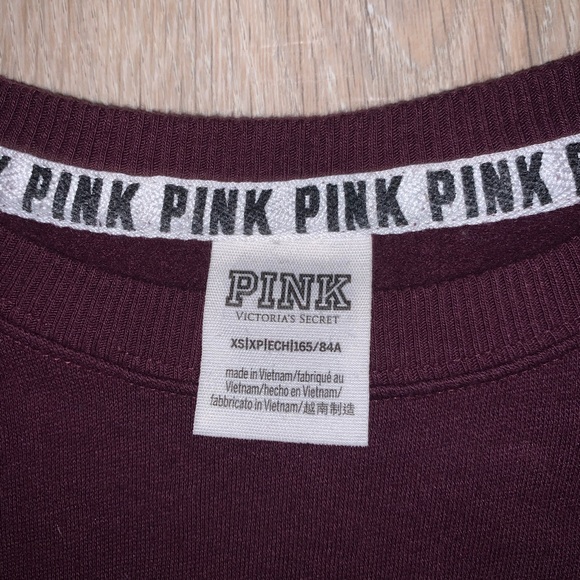 K PINK PINK PINK PINK
PINK
VICTORIA'S SECRET
XS|XP|ECH|165/84A
made in Vietnam/fabriqué au
Vietnam/hecho en Vietnam/
fabbricato in Vietnam/越南制造